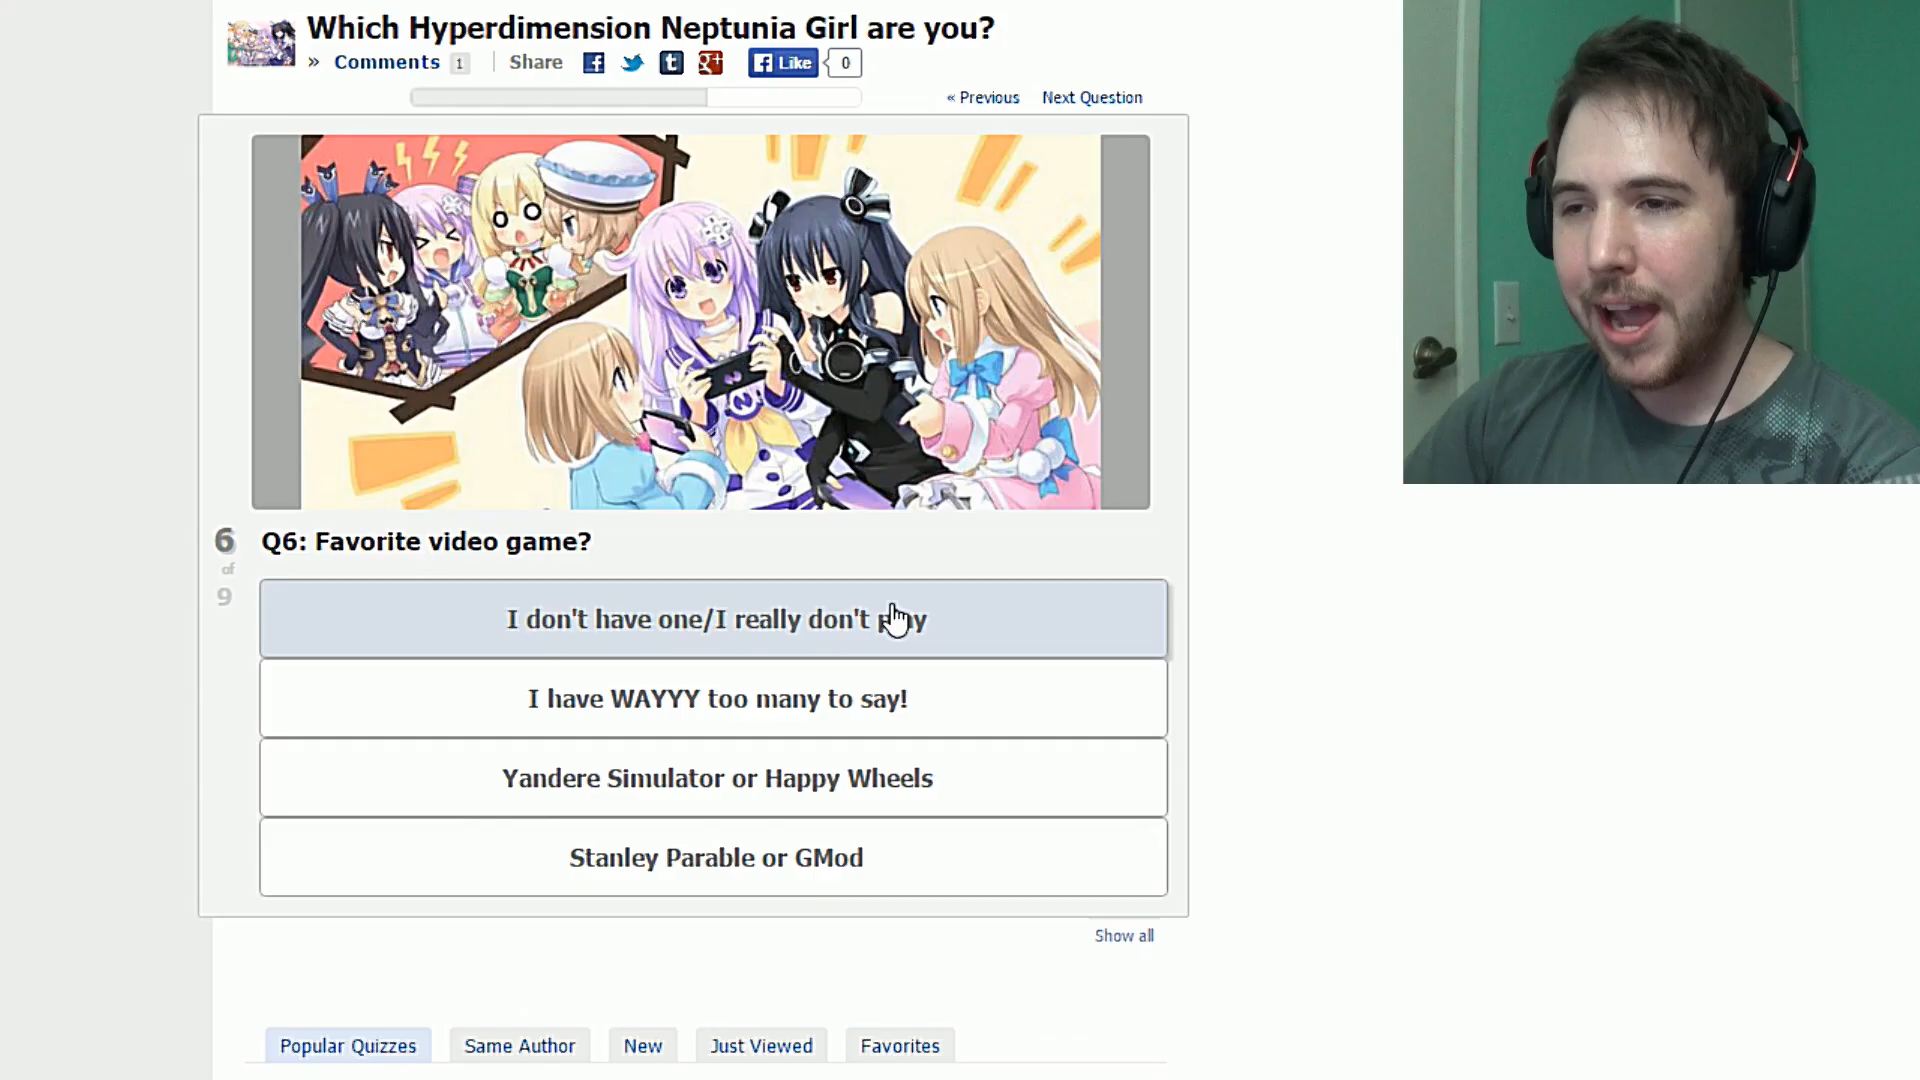 Which Hyperdimension Neptunia Girl are you?
» Comments 1 Share Like 0
« Previous Next Question
6 of 9
Q6: Favorite video game?
I don't have one/I really don't play
I have WAYYY too many to say!
Yandere Simulator or Happy Wheels
Stanley Parable or GMod
Show all
Popular Quizzes Same Author New Just Viewed Favorites